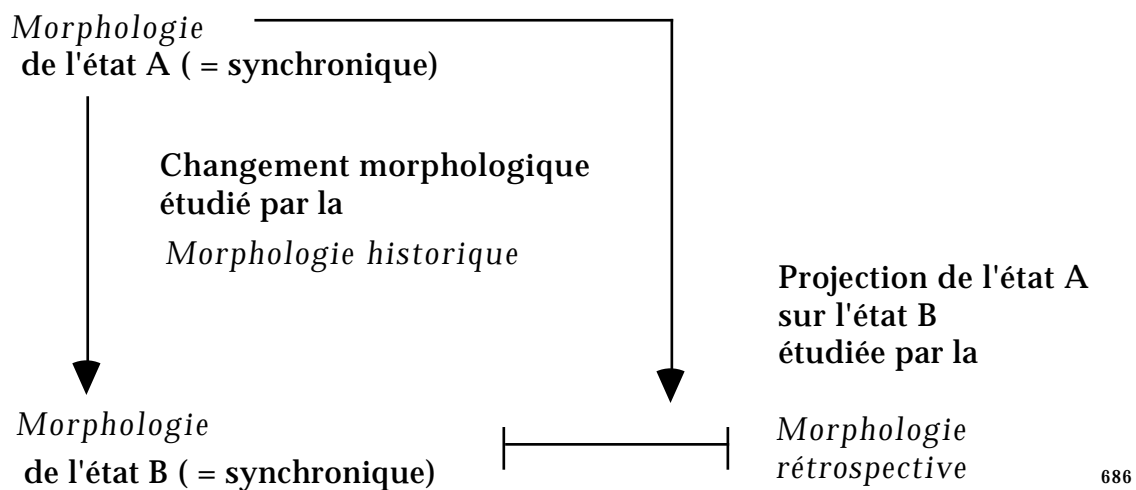 Morphologie
de l'état A ( = synchronique)
Changement morphologique
étudié par la
Morphologie historique
Projection de l'état A
sur l'état B
étudiée par la
Morphologie
de l'état B ( = synchronique)
Morphologie
rétrospective
686